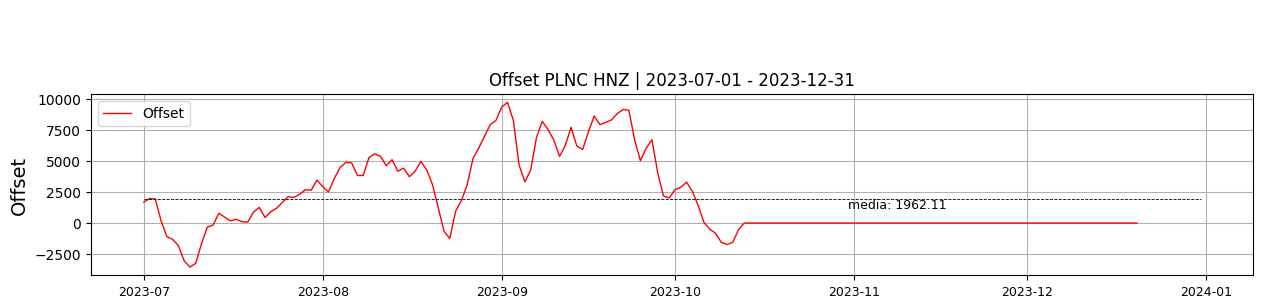 Offset PLNC HNZ | 2023-07-01 - 2023-12-31
Offset
Offset
10000
7500
5000
2500
0
−2500
media: 1962.11
2023-07 2023-08 2023-09 2023-10 2023-11 2023-12 2024-01